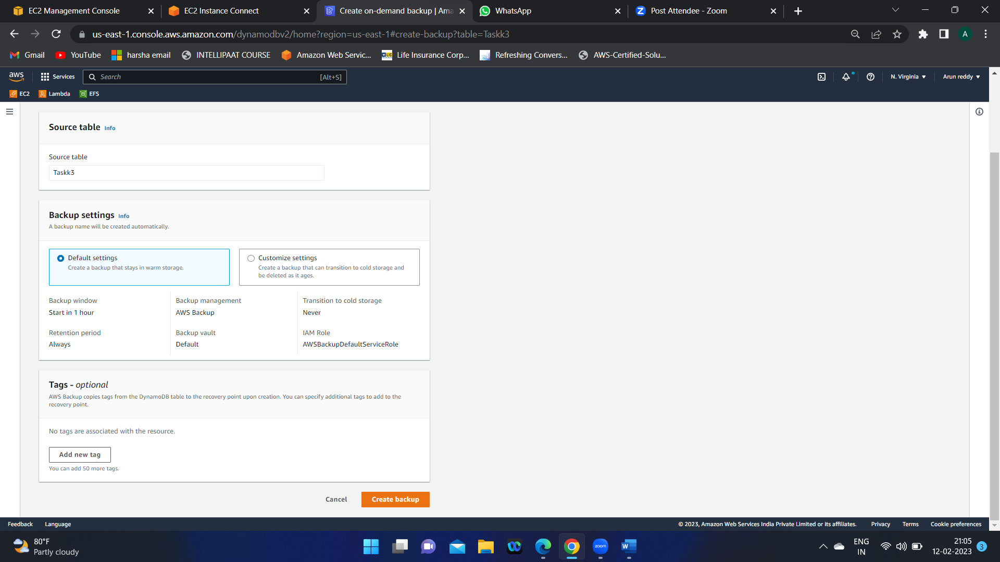 EC2 Management Console
EC2 Instance Connect
Create on-demand backup | Ama
WhatsApp
Post Attendee - Zoom
us-east-1.console.aws.amazon.com/dynamodbv2/home?region=us-east-1#create-backup?table=Taskk3
A
Gmail
YouTube
harsha email
INTELLIPAAT COURSE
Amazon Web Servic...
Life Insurance Corp...
Refreshing Convers...
AWS-Certified-Solu...
aws
Services
Search
[Alt+S]
N. Virginia
Arun reddy
EC2
Lambda
EFS
Source table Info
Source table
Taskk3
Backup settings Info
A backup name will be created automatically.
Default settings
Create a backup that stays in warm storage.
Customize settings
Create a backup that can transition to cold storage and
be deleted as it ages.
Backup window
Start in 1 hour
Backup management
AWS Backup
Transition to cold storage
Never
Retention period
Always
Backup vault
Default
IAM Role
AWSBackupDefaultServiceRole
Tags - optional
AWS Backup copies tags from the DynamoDB table to the recovery point upon creation. You can specify additional tags to add to the
recovery point.
No tags are associated with the resource.
Add new tag
You can add 50 more tags.
Cancel
Create backup
Feedback
Language
© 2023, Amazon Web Services India Private Limited or its affiliates.
Privacy
Terms
Cookie preferences
80°F
Partly cloudy
zoom
W
ENG
IN
21:05
12-02-2023
3